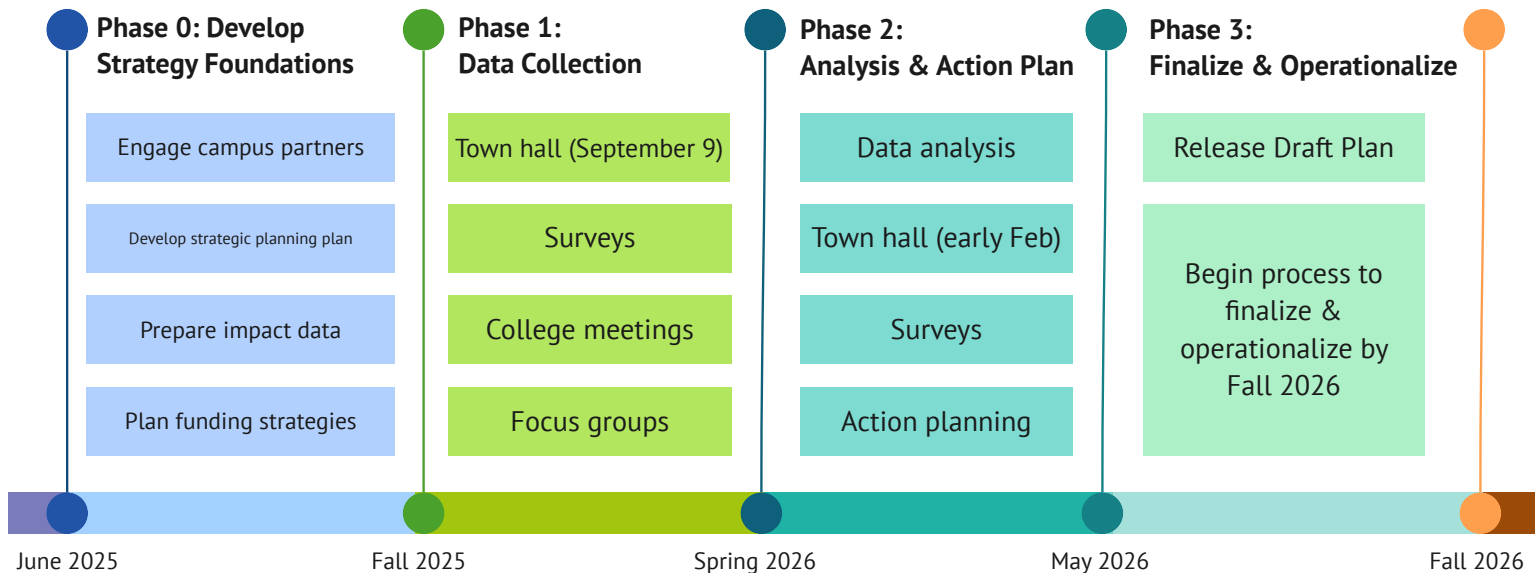 Phase 0: Develop
Strategy Foundations
Engage campus partners
Develop strategic planning plan
Prepare impact data
Plan funding strategies
Phase 1:
Data Collection
Town hall (September 9)
Surveys
College meetings
Focus groups
Phase 2:
Analysis & Action Plan
Data analysis
Town hall (early Feb)
Surveys
Action planning
Phase 3:
Finalize & Operationalize
Release Draft Plan
Begin process to
finalize &
operationalize by
Fall 2026
June 2025
Fall 2025
Spring 2026
May 2026
Fall 2026